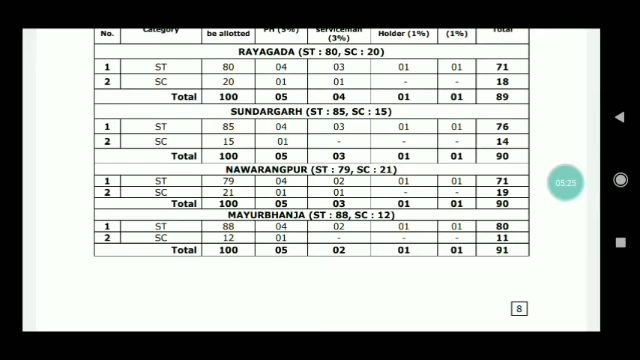 No. Category be allotted PH (5%) serviceman (3%) Holder (1%) (1%) Total
RAYAGADA (ST : 80, SC : 20)
1 ST 80 04 03 01 01 71
2 SC 20 01 01 - - 18
Total 100 05 04 01 01 89
SUNDARGARH (ST : 85, SC : 15)
1 ST 85 04 03 01 01 76
2 SC 15 01 - - - 14
Total 100 05 03 01 01 90
NAWARANGPUR (ST : 79, SC : 21)
1 ST 79 04 02 01 01 71
2 SC 21 01 01 - - 19
Total 100 05 03 01 01 90
MAYURBHANJA (ST : 88, SC : 12)
1 ST 88 04 02 01 01 80
2 SC 12 01 - - - 11
Total 100 05 02 01 01 91
05:25
8